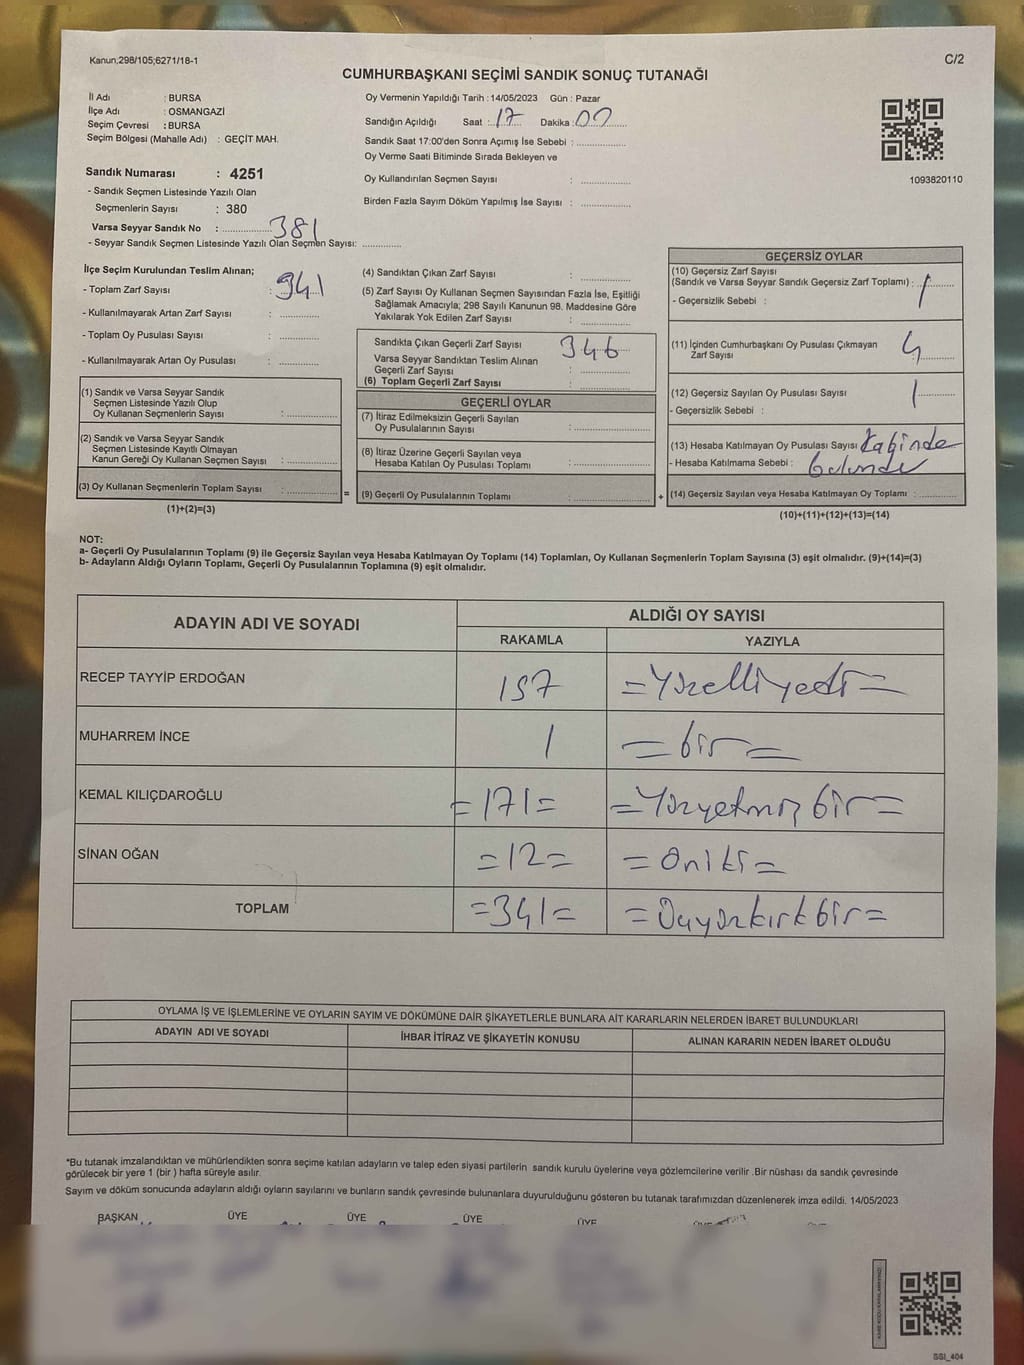 Kanun,298/105;6271/18-1
C/2
CUMHURBAŞKANI SEÇİMİ SANDIK SONUÇ TUTANAĞI
İl Adı : BURSA
İlçe Adı : OSMANGAZİ
Seçim Çevresi : BURSA
Seçim Bölgesi (Mahalle Adı) : GEÇİT MAH.
Oy Vermenin Yapıldığı Tarih : 14/05/2023 Gün : Pazar
Sandığın Açıldığı Saat : 17 Dakika : 00
Sandık Saat 17:00'den Sonra Açımış İse Sebebi :
Oy Verme Saati Bitiminde Sırada Bekleyen ve
Oy Kullandırılan Seçmen Sayısı :
Birden Fazla Sayım Döküm Yapılmış İse Sayısı :
1093820110
Sandık Numarası : 4251
- Sandık Seçmen Listesinde Yazılı Olan
Seçmenlerin Sayısı : 380
Varsa Seyyar Sandık No : 381
- Seyyar Sandık Seçmen Listesinde Yazılı Olan Seçmen Sayısı:
İlçe Seçim Kurulundan Teslim Alınan;
- Toplam Zarf Sayısı : 341
- Kullanılmayarak Artan Zarf Sayısı :
- Toplam Oy Pusulası Sayısı :
- Kullanılmayarak Artan Oy Pusulası :
(1) Sandık ve Varsa Seyyar Sandık
Seçmen Listesinde Yazılı Olup
Oy Kullanan Seçmenlerin Sayısı :
(2) Sandık ve Varsa Seyyar Sandık
Seçmen Listesinde Kayıtlı Olmayan
Kanun Gereği Oy Kullanan Seçmen Sayısı :
(3) Oy Kullanan Seçmenlerin Toplam Sayısı :
(1)+(2)=(3)
(4) Sandıktan Çıkan Zarf Sayısı :
(5) Zarf Sayısı Oy Kullanan Seçmen Sayısından Fazla İse, Eşitliği
Sağlamak Amacıyla; 298 Sayılı Kanunun 98. Maddesine Göre
Yakılarak Yok Edilen Zarf Sayısı :
Sandıkta Çıkan Geçerli Zarf Sayısı 346
Varsa Seyyar Sandıktan Teslim Alınan
Geçerli Zarf Sayısı :
(6) Toplam Geçerli Zarf Sayısı :
GEÇERLİ OYLAR
(7) İtiraz Edilmeksizin Geçerli Sayılan
Oy Pusulalarının Sayısı :
(8) İtiraz Üzerine Geçerli Sayılan veya
Hesaba Katılan Oy Pusulası Toplamı :
= (9) Geçerli Oy Pusulalarının Toplamı :
GEÇERSİZ OYLAR
(10) Geçersiz Zarf Sayısı
(Sandık ve Varsa Seyyar Sandık Geçersiz Zarf Toplamı) : 1
- Geçersizlik Sebebi :
(11) İçinden Cumhurbaşkanı Oy Pusulası Çıkmayan
Zarf Sayısı : 4
(12) Geçersiz Sayılan Oy Pusulası Sayısı : 1
- Geçersizlik Sebebi :
(13) Hesaba Katılmayan Oy Pusulası Sayısı Kabinde
- Hesaba Katılmama Sebebi : bulundu
+ (14) Geçersiz Sayılan veya Hesaba Katılmayan Oy Toplamı :
(10)+(11)+(12)+(13)=(14)
NOT:
a- Geçerli Oy Pusulalarının Toplamı (9) ile Geçersiz Sayılan veya Hesaba Katılmayan Oy Toplamı (14) Toplamları, Oy Kullanan Seçmenlerin Toplam Sayısına (3) eşit olmalıdır. (9)+(14)=(3)
b- Adayların Aldığı Oyların Toplamı, Geçerli Oy Pusulalarının Toplamına (9) eşit olmalıdır.
ADAYIN ADI VE SOYADI
ALDIĞI OY SAYISI
RAKAMLA YAZIYLA
RECEP TAYYİP ERDOĞAN 157 =Yüzelliyedi=
MUHARREM İNCE 1 =bir=
KEMAL KILIÇDAROĞLU =171= =Yüzyetmiş bir=
SİNAN OĞAN =12= =Oniki=
TOPLAM =341= =Üçyüzkırkbir=
OYLAMA İŞ VE İŞLEMLERİNE VE OYLARIN SAYIM VE DÖKÜMÜNE DAİR ŞİKAYETLERLE BUNLARA AİT KARARLARIN NELERDEN İBARET BULUNDUKLARI
ADAYIN ADI VE SOYADI İHBAR İTİRAZ VE ŞİKAYETİN KONUSU ALINAN KARARIN NEDEN İBARET OLDUĞU
*Bu tutanak imzalandıktan ve mühürlendikten sonra seçime katılan adayların ve talep eden siyasi partilerin sandık kurulu üyelerine veya gözlemcilerine verilir .Bir nüshası da sandık çevresinde
görülecek bir yere 1 (bir ) hafta süreyle asılır.
Sayım ve döküm sonucunda adayların aldığı oyların sayılarını ve bunların sandık çevresinde bulunanlara duyurulduğunu gösteren bu tutanak tarafımızdan düzenlenerek imza edildi. 14/05/2023
BAŞKAN ÜYE ÜYE ÜYE ÜYE
SSI_404